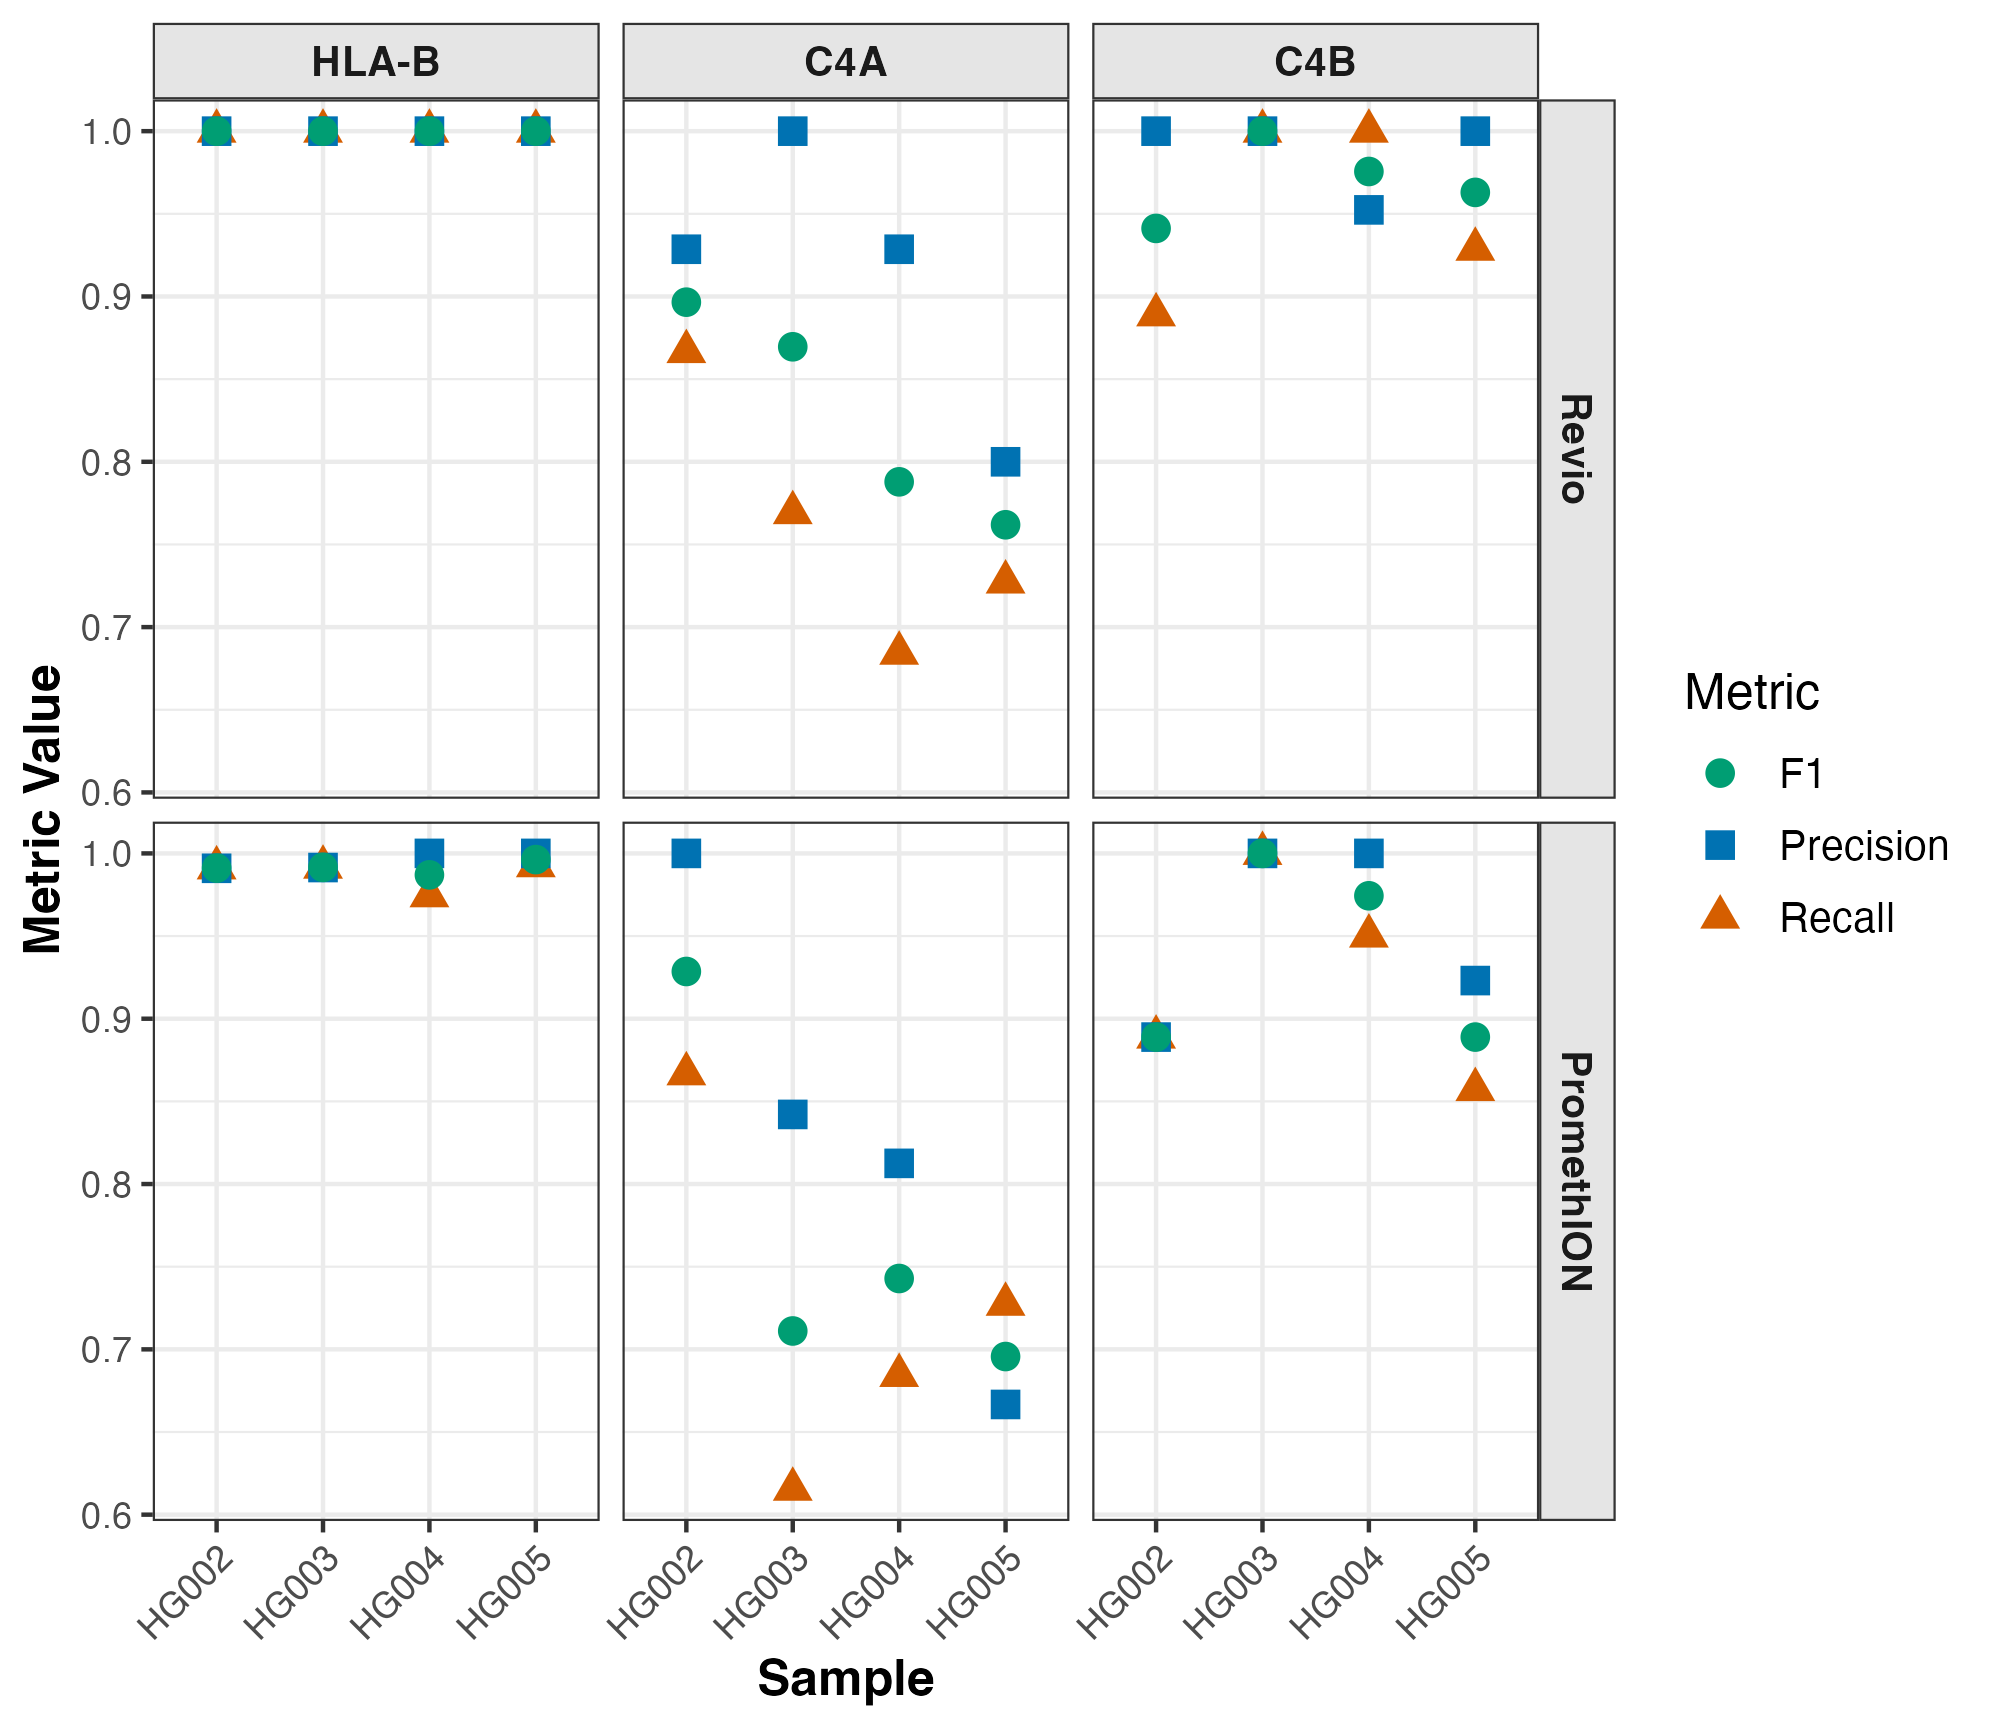 HLA-B C4A C4B
1.0
0.9
0.8
0.7
0.6
Revio
1.0
0.9
0.8
0.7
0.6
PromethION
Metric Value
HG002 HG003 HG004 HG005 HG002 HG003 HG004 HG005 HG002 HG003 HG004 HG005
Sample
Metric
F1
Precision
Recall